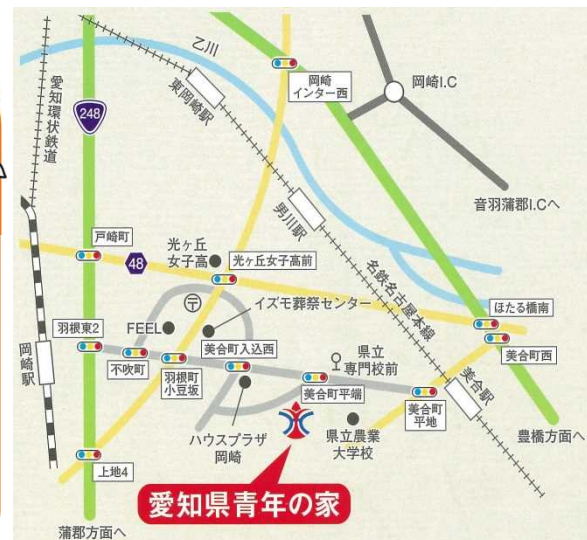 乙川
岡崎
インター西
岡崎I.C
愛知環状鉄道
東岡崎駅
248
音羽蒲郡I.Cへ
男川駅
戸崎町
48
光ヶ丘
女子高
光ヶ丘女子高前
名鉄名古屋本線
ほたる橋南
イズモ葬祭センター
羽根東2
FEEL
美合町入込西
県立
専門校前
美合町西
岡崎駅
不吹町
羽根町
小豆坂
美合町平端
美合町
平地
美合駅
ハウスプラザ
岡崎
県立農業
大学校
豊橋方面へ
上地4
愛知県青年の家
蒲郡方面へ